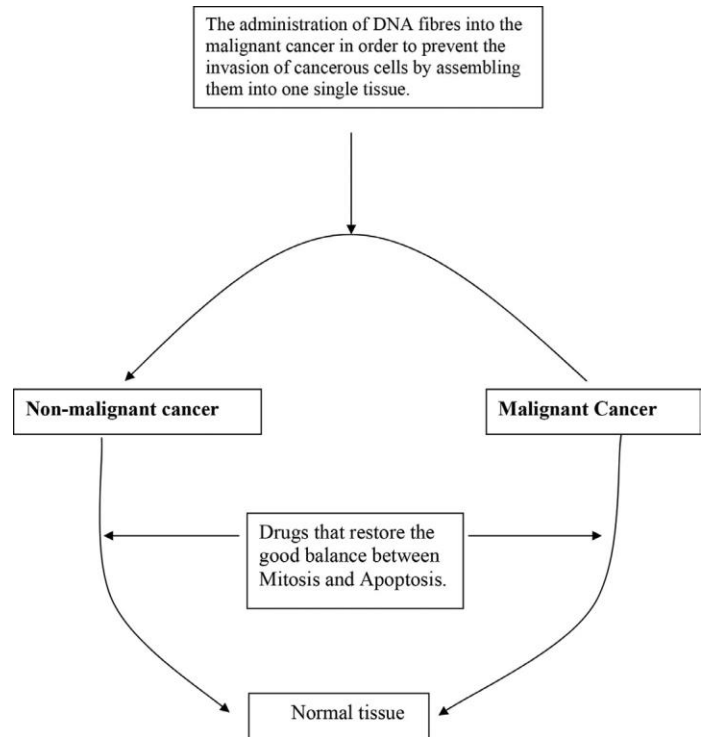 The administration of DNA fibres into the
malignant cancer in order to prevent the
invasion of cancerous cells by assembling
them into one single tissue.
Non-malignant cancer
Malignant Cancer
Drugs that restore the
good balance between
Mitosis and Apoptosis.
Normal tissue